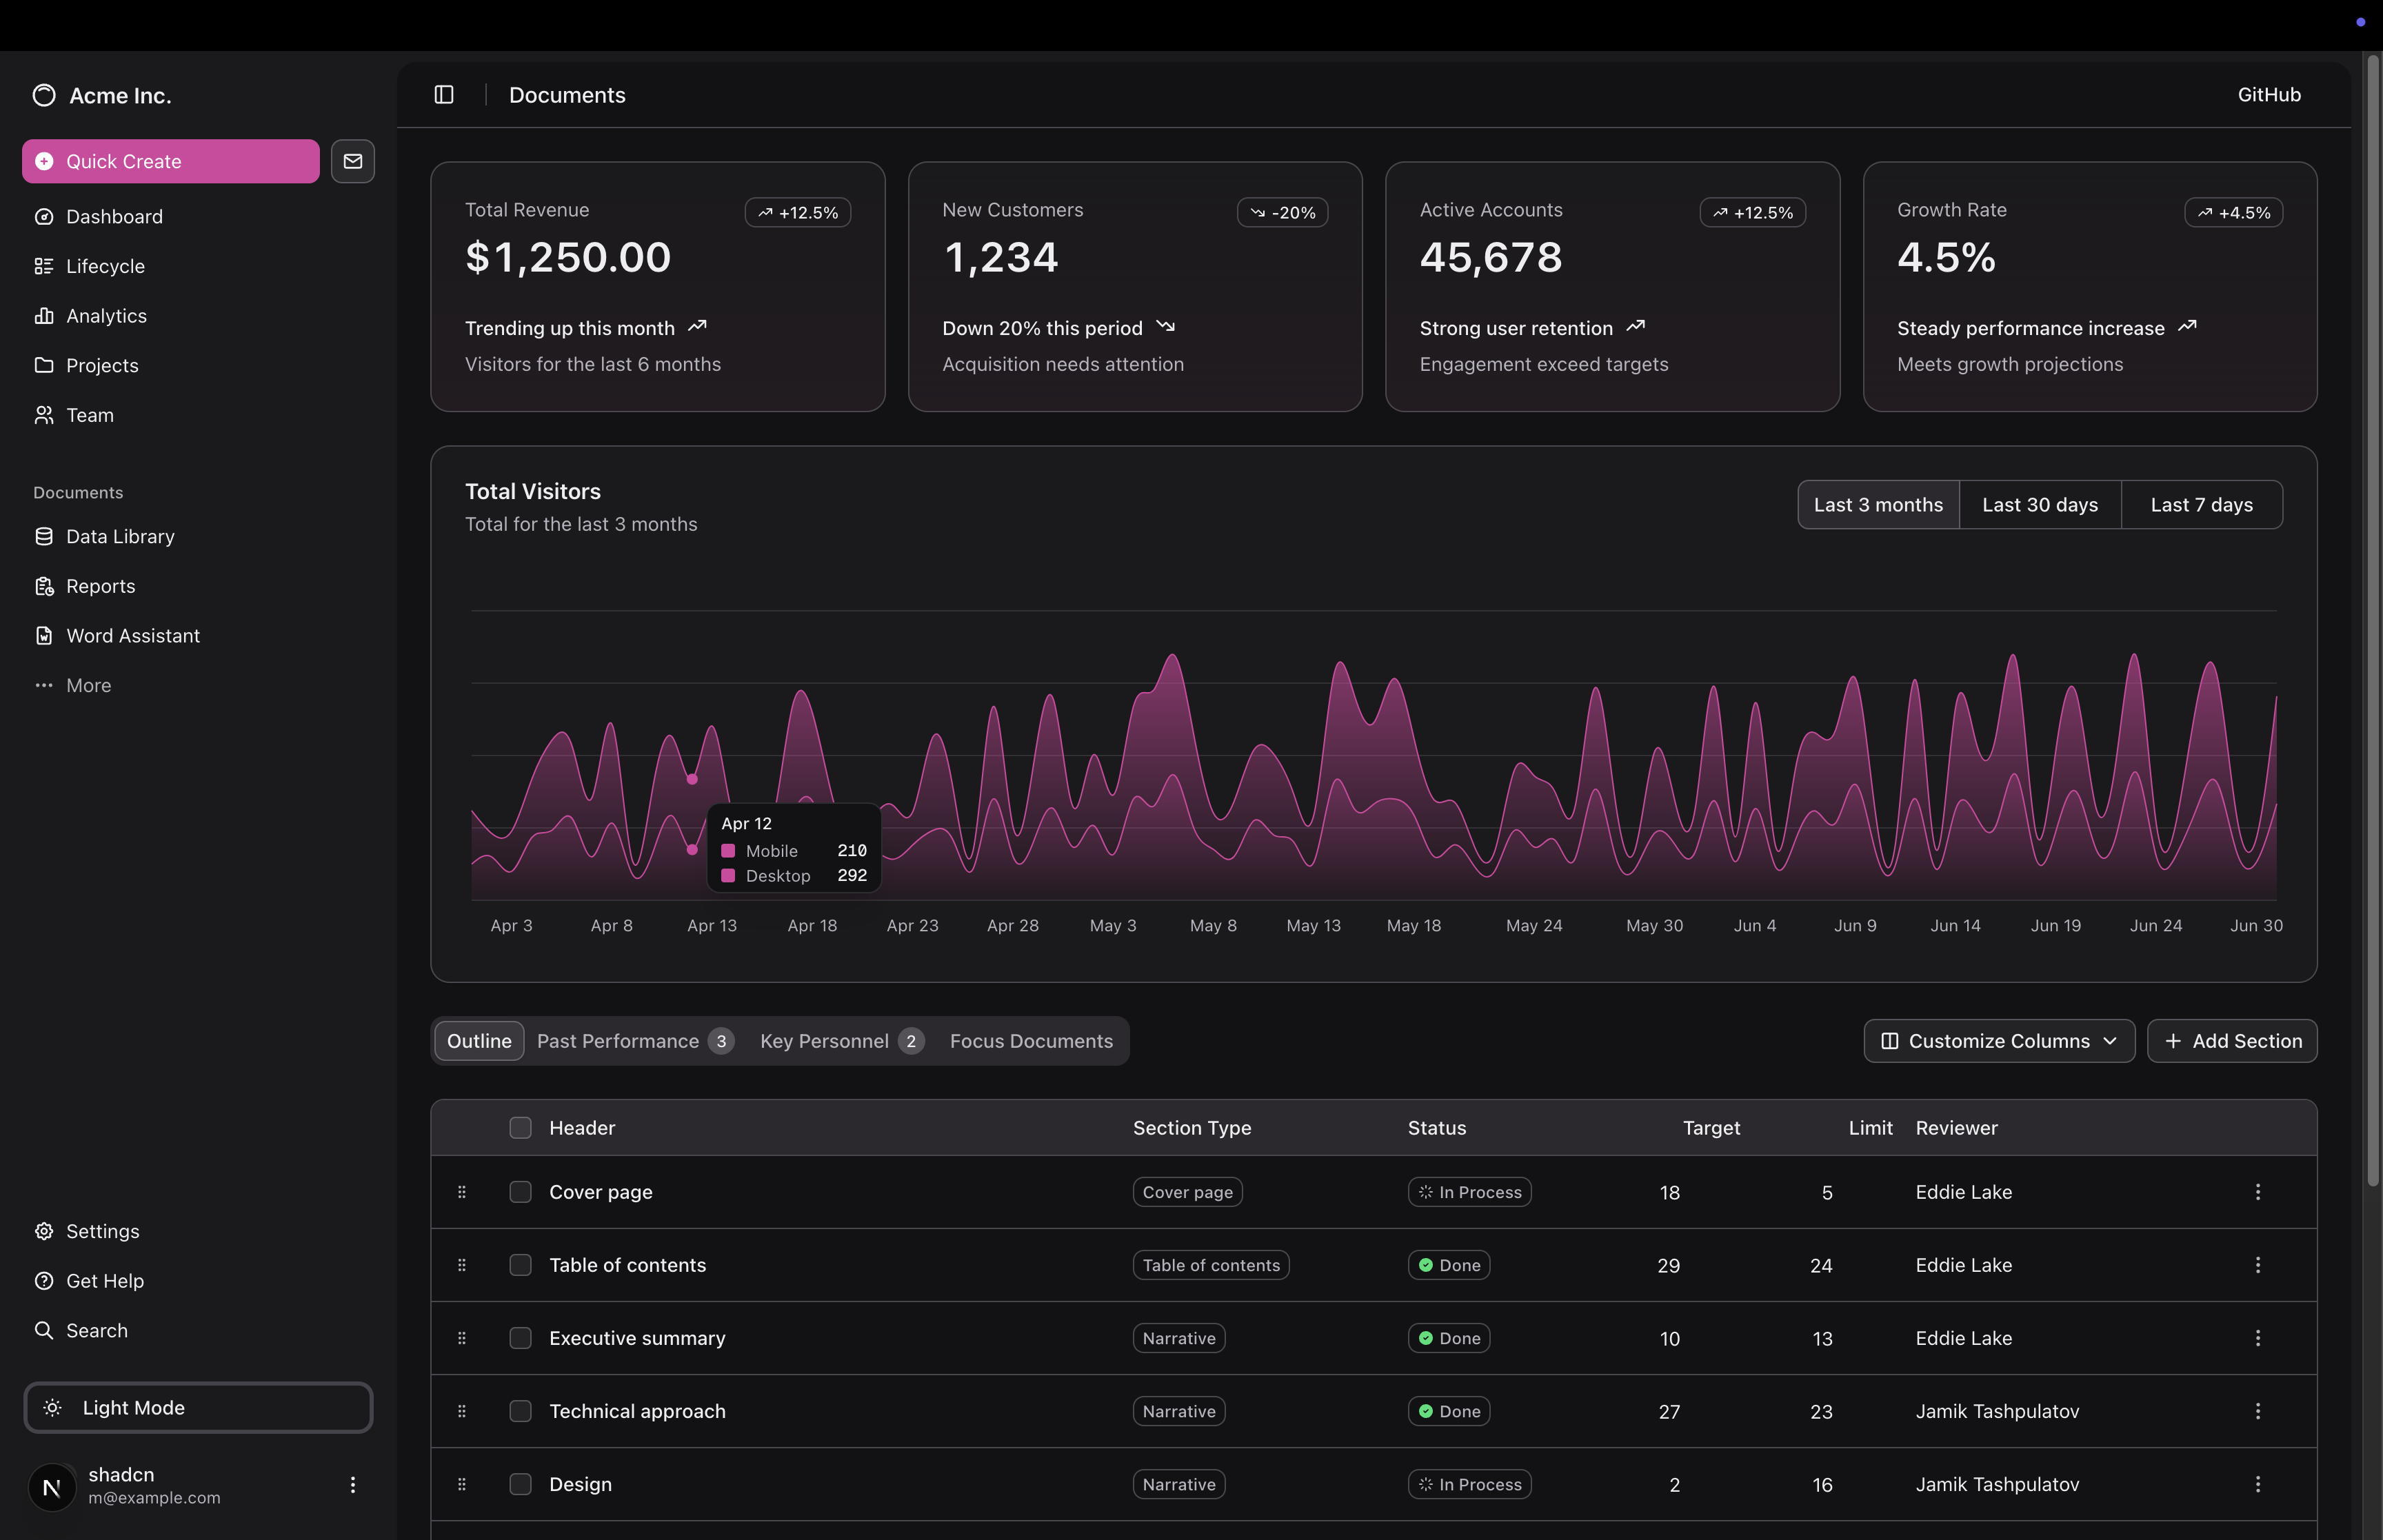 Acme Inc.
Quick Create
Dashboard
Lifecycle
Analytics
Projects
Team
Documents
Data Library
Reports
Word Assistant
More
Settings
Get Help
Search
Light Mode
N
shadcn
m@example.com
Documents
GitHub
Total Revenue
+12.5%
$1,250.00
Trending up this month
Visitors for the last 6 months
New Customers
-20%
1,234
Down 20% this period
Acquisition needs attention
Active Accounts
+12.5%
45,678
Strong user retention
Engagement exceed targets
Growth Rate
+4.5%
4.5%
Steady performance increase
Meets growth projections
Total Visitors
Total for the last 3 months
Last 3 months Last 30 days Last 7 days
Apr 12
Mobile 210
Desktop 292
Apr 3 Apr 8 Apr 13 Apr 18 Apr 23 Apr 28 May 3 May 8 May 13 May 18 May 24 May 30 Jun 4 Jun 9 Jun 14 Jun 19 Jun 24 Jun 30
Outline Past Performance 3 Key Personnel 2 Focus Documents
Customize Columns Add Section
Header Section Type Status Target Limit Reviewer
Cover page Cover page In Process 18 5 Eddie Lake
Table of contents Table of contents Done 29 24 Eddie Lake
Executive summary Narrative Done 10 13 Eddie Lake
Technical approach Narrative Done 27 23 Jamik Tashpulatov
Design Narrative In Process 2 16 Jamik Tashpulatov